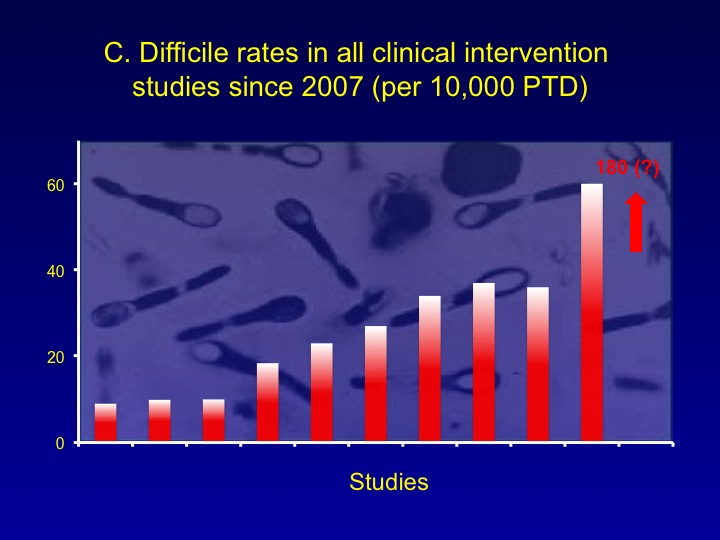 C. Difficile rates in all clinical intervention
studies since 2007 (per 10,000 PTD)
180 (?)
60
40
20
0
Studies